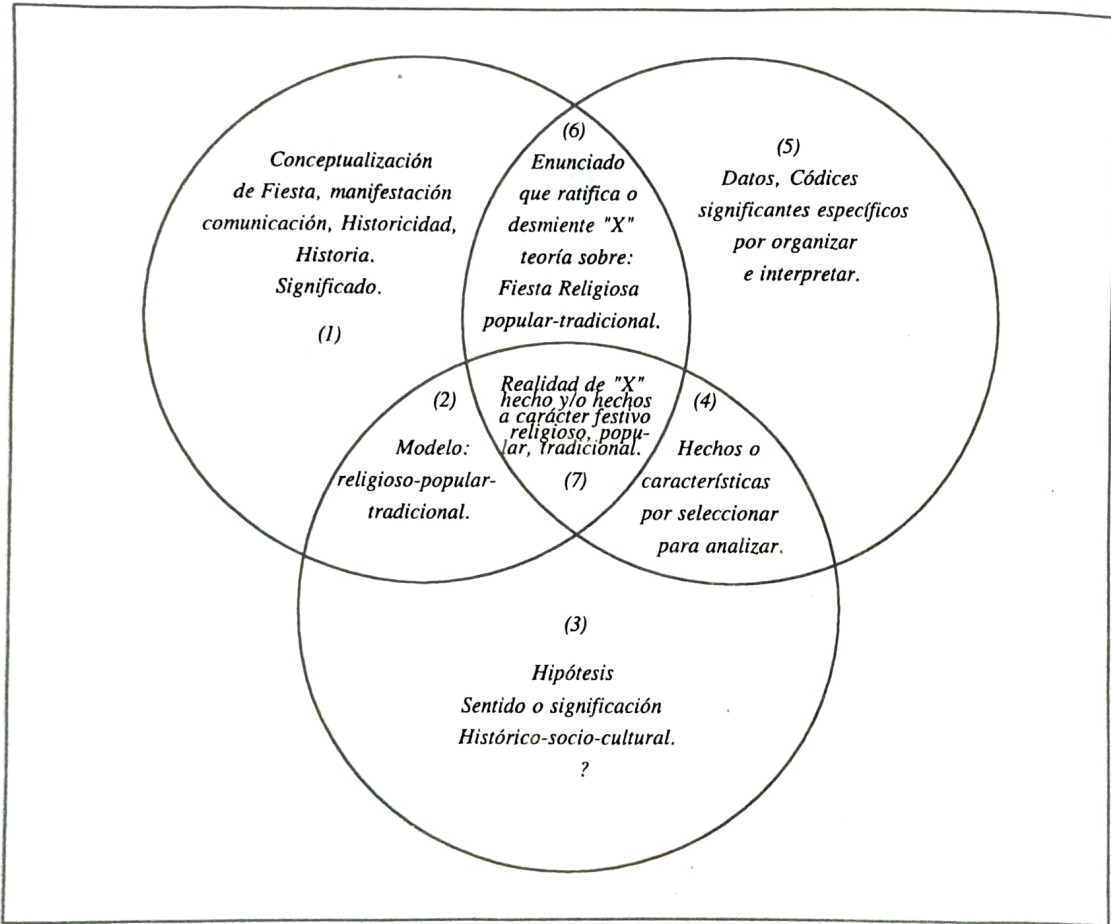 Conceptualización
de Fiesta, manifestación
comunicación, Historicidad,
Historia.
Significado.
(1)
(6)
Enunciado
que ratifica o
desmiente "X"
teoría sobre:
Fiesta Religiosa
popular-tradicional.
(5)
Datos, Códices
significantes específicos
por organizar
e interpretar.
(2)
Modelo:
religioso-popular-
tradicional.
Realidad de "X"
hecho y/o hechos
a carácter festivo
religioso, popu-
lar, tradicional.
(7)
(4)
Hechos o
características
por seleccionar
para analizar.
(3)
Hipótesis
Sentido o significación
Histórico-socio-cultural.
?